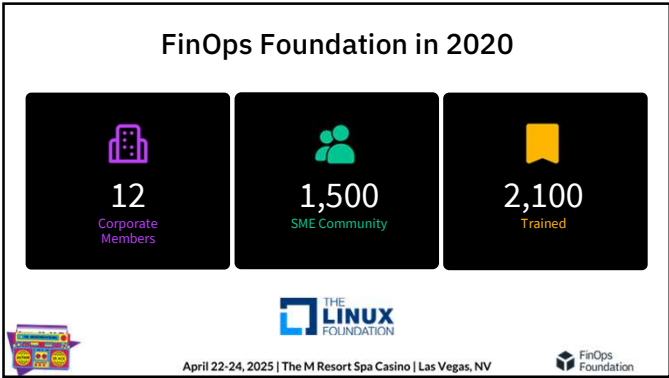 FinOps Foundation in 2020
12
Corporate
Members
1,500
SME Community
2,100
Trained
THE
LINUX
FOUNDATION
April 22-24, 2025 | The M Resort Spa Casino | Las Vegas, NV
FinOps
Foundation